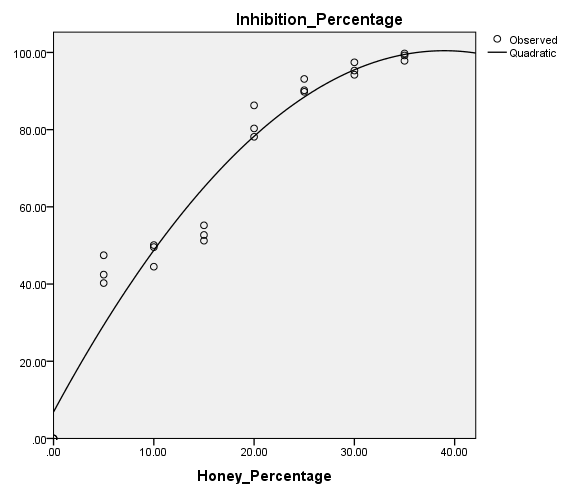 Inhibition_Percentage
Observed
Quadratic
100.00
80.00
60.00
40.00
20.00
.00
.00 10.00 20.00 30.00 40.00
Honey_Percentage